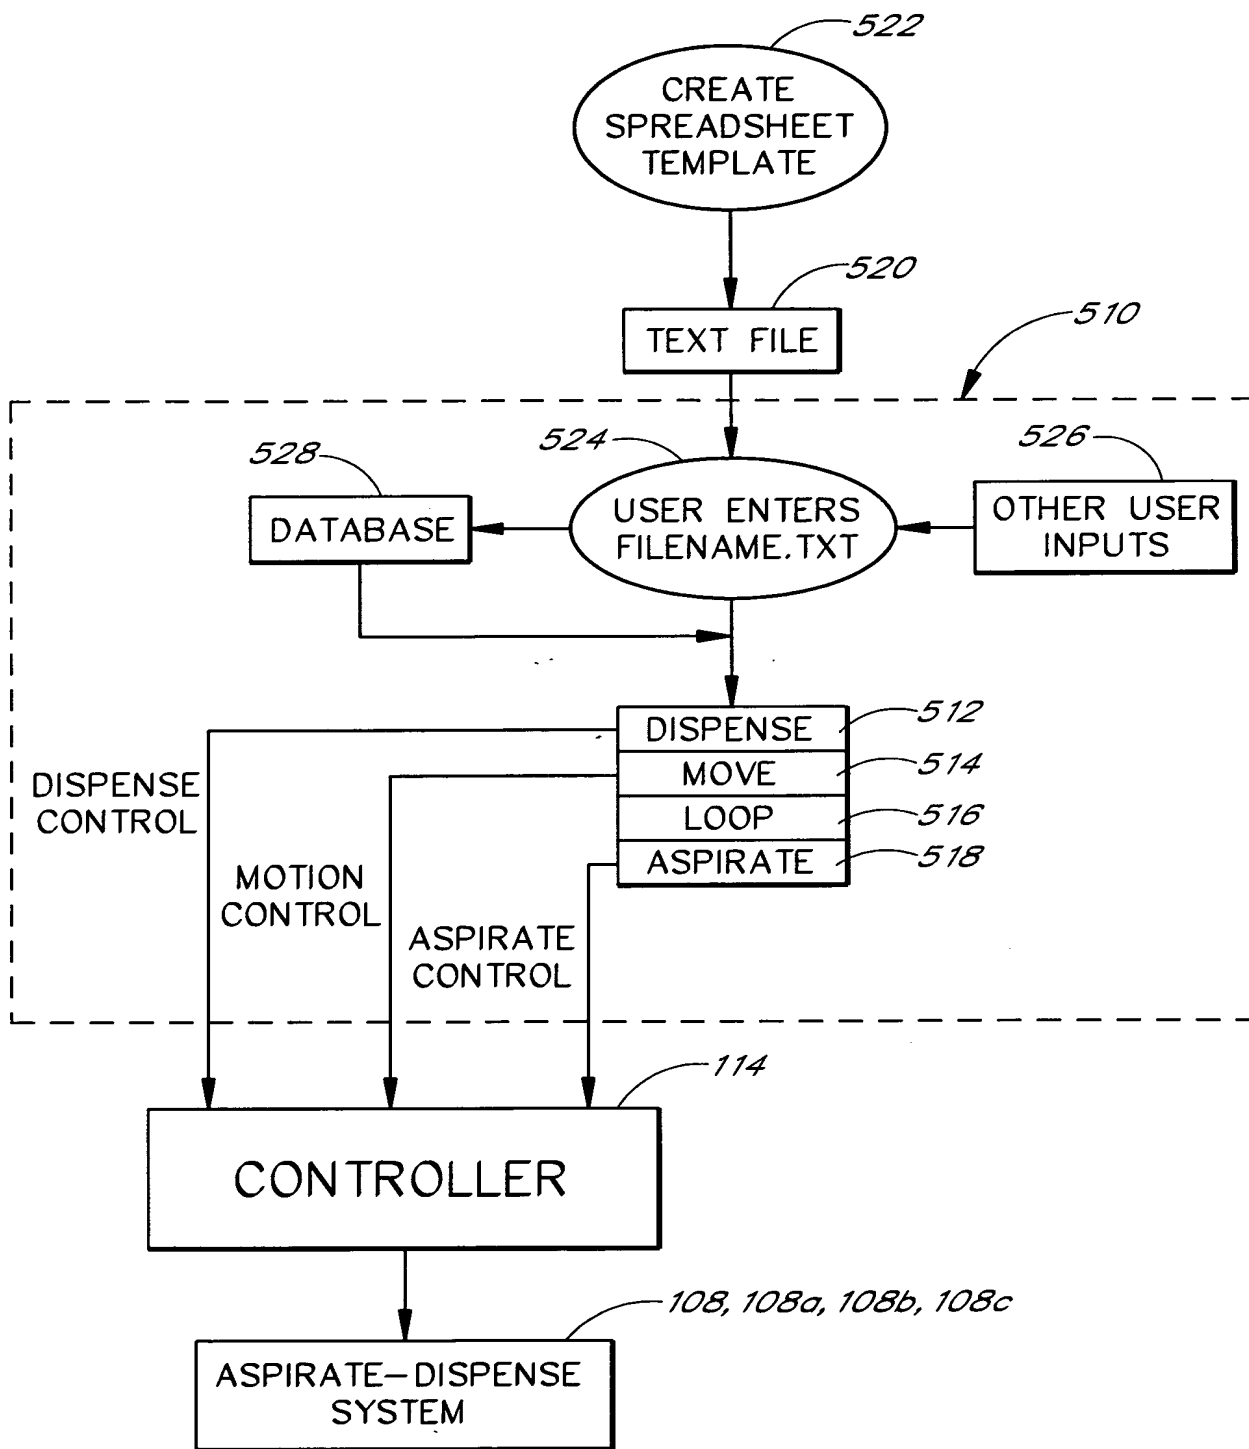 522
CREATE
SPREADSHEET
TEMPLATE
520
TEXT FILE
510
524
526
528
USER ENTERS
FILENAME.TXT
OTHER USER
INPUTS
DATABASE
DISPENSE
512
MOVE
514
LOOP
516
ASPIRATE
518
DISPENSE
CONTROL
MOTION
CONTROL
ASPIRATE
CONTROL
114
CONTROLLER
108, 108a, 108b, 108c
ASPIRATE-DISPENSE
SYSTEM